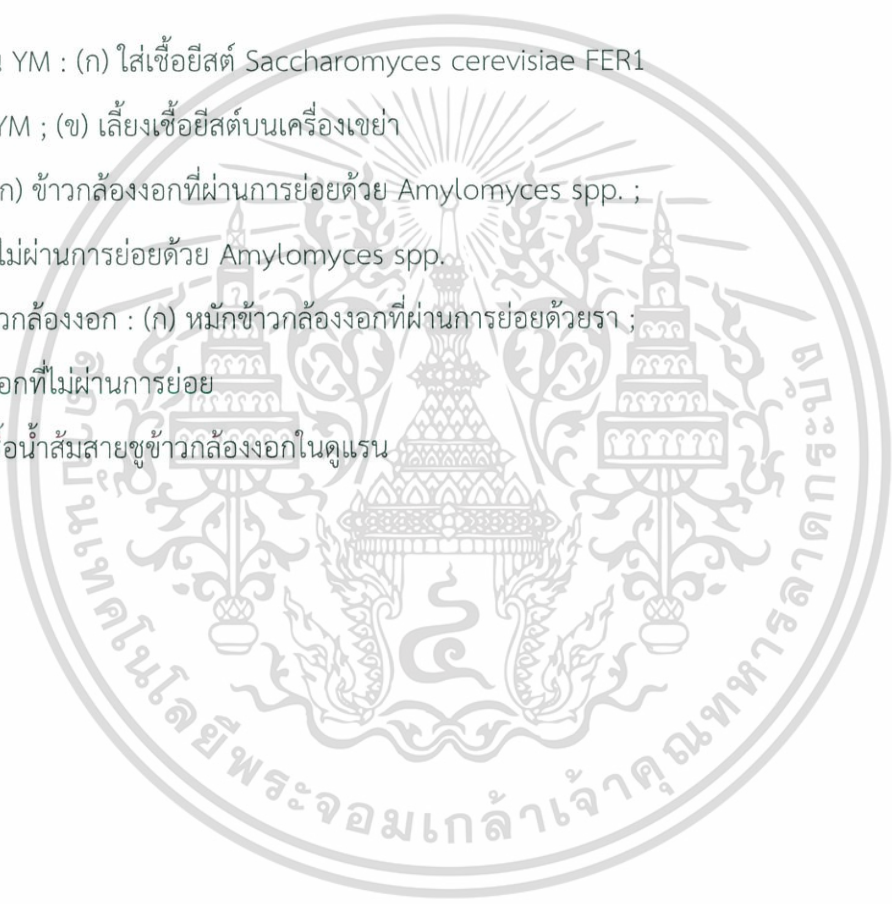 YM : (ก) ใส่เชื้อยีสต์ Saccharomyces cerevisiae FER1
YM ; (ข) เลี้ยงเชื้อยีสต์บนเครื่องเขย่า
ก) ข้าวกล้องงอกที่ผ่านการย่อยด้วย Amylomyces spp. ;
ไม่ผ่านการย่อยด้วย Amylomyces spp.
วกล้องงอก : (ก) หมักข้าวกล้องงอกที่ผ่านการย่อยด้วยรา ;
อกที่ไม่ผ่านการย่อย
ื้อน้ำส้มสายชูข้าวกล้องงอกในดูแรน
สถาบันเทคโนโลยีพระจอมเกล้าเจ้าคุณทหารลาดกระบัง
๔